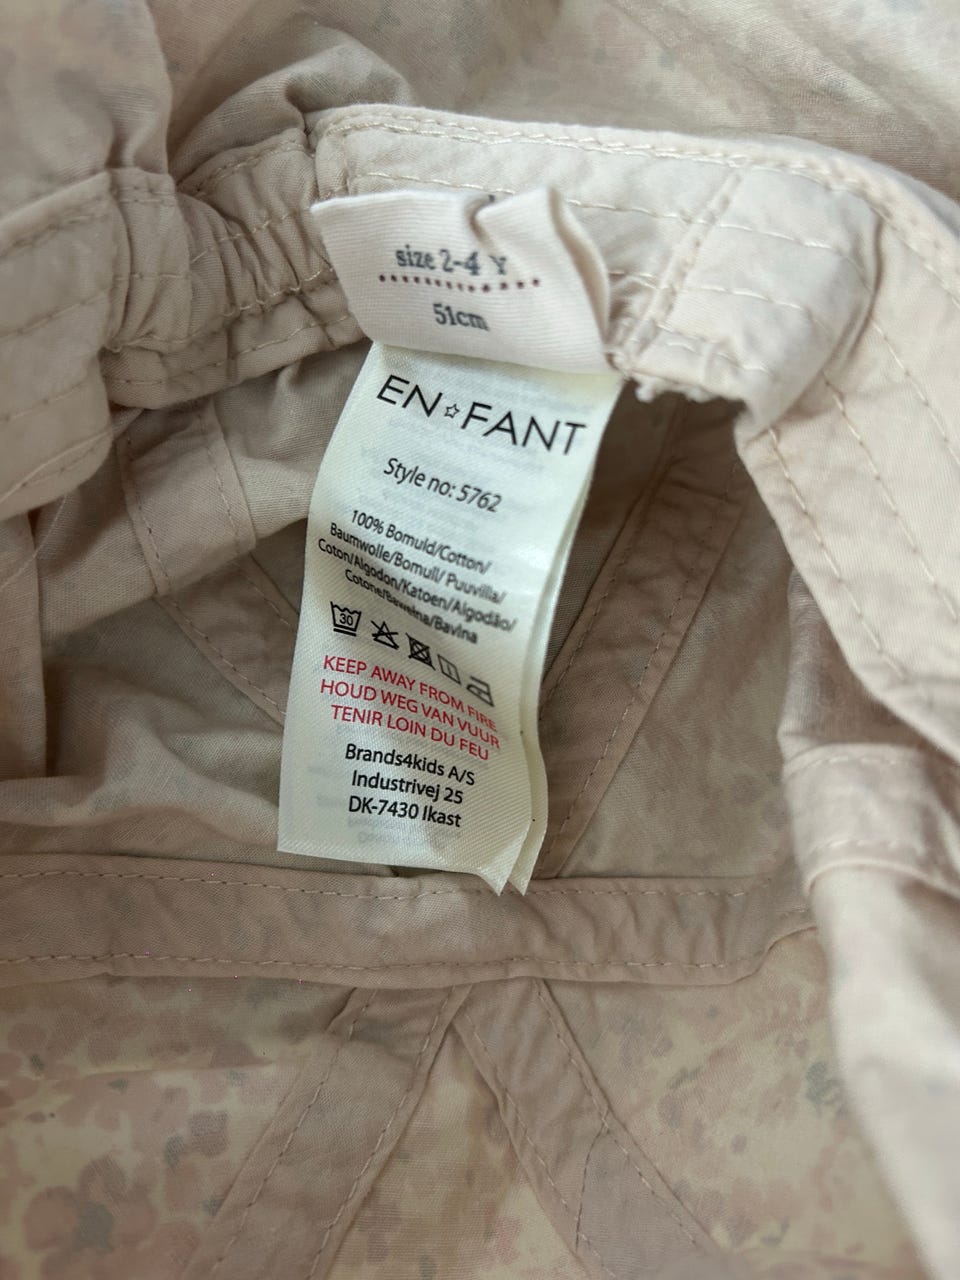 size 2-4 Y
51cm
EN☆FANT
Style no: 5762
100% Bomuld/Cotton/
Baumwolle/Bomull/ Puuvilla/
Coton/Algodon/Katoen/Algodão/
Cotone/Bawelna/Bavlna
30
KEEP AWAY FROM FIRE
HOUD WEG VAN VUUR
TENIR LOIN DU FEU
Brands4kids A/S
Industrivej 25
DK-7430 Ikast